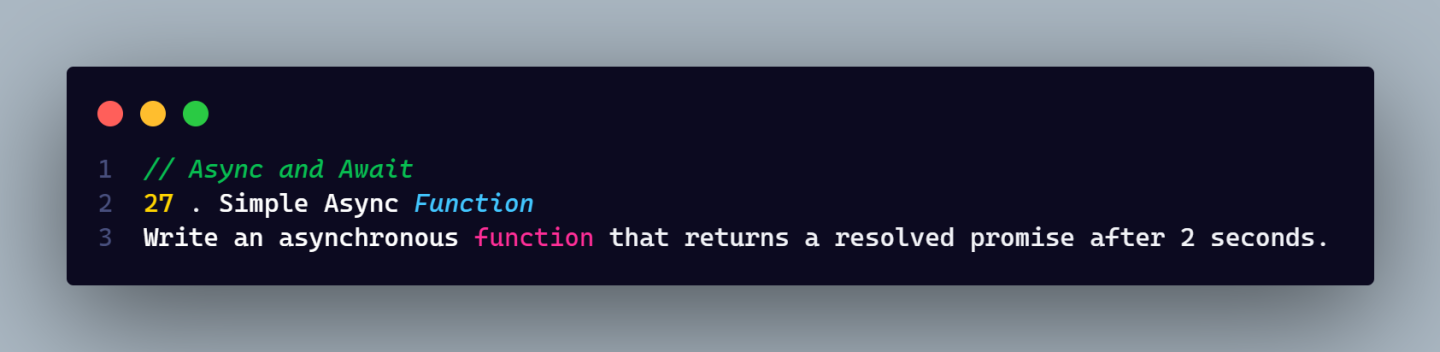 1 // Async and Await
2 27 . Simple Async Function
3 Write an asynchronous function that returns a resolved promise after 2 seconds.